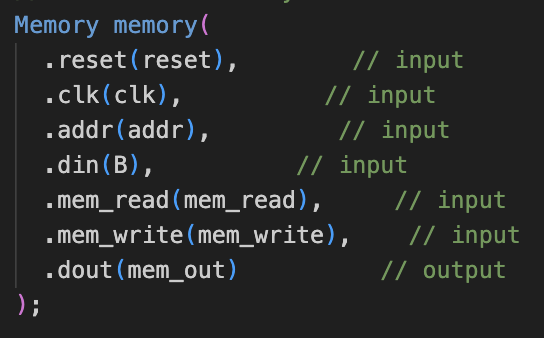 Memory memory(
.reset(reset), // input
.clk(clk), // input
.addr(addr), // input
.din(B), // input
.mem_read(mem_read), // input
.mem_write(mem_write), // input
.dout(mem_out) // output
);